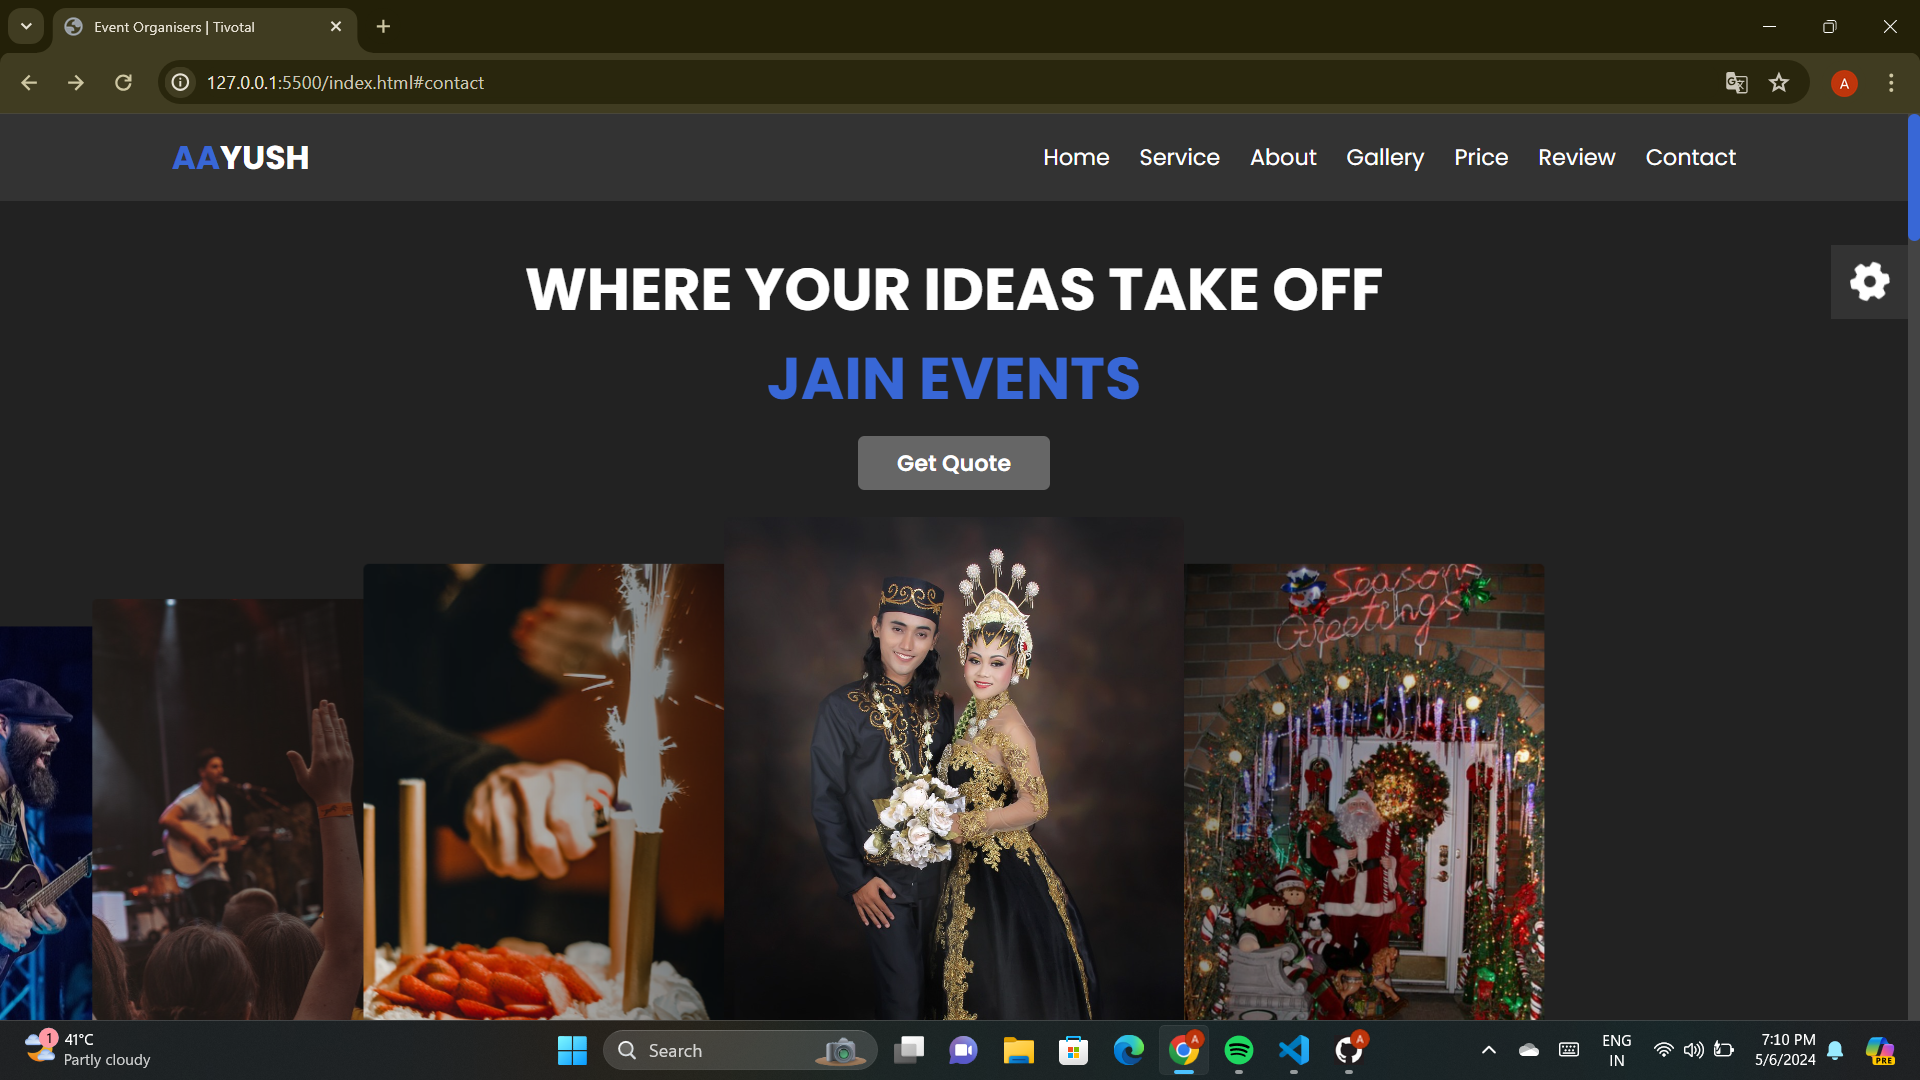 Event Organisers | Tivotal
127.0.0.1:5500/index.html#contact
A
AAYUSH
Home Service About Gallery Price Review Contact
WHERE YOUR IDEAS TAKE OFF
JAIN EVENTS
Get Quote
Seasons
Greetings
1
41°C
Partly cloudy
Search
A
A
ENG
IN
7:10 PM
5/6/2024
PRE